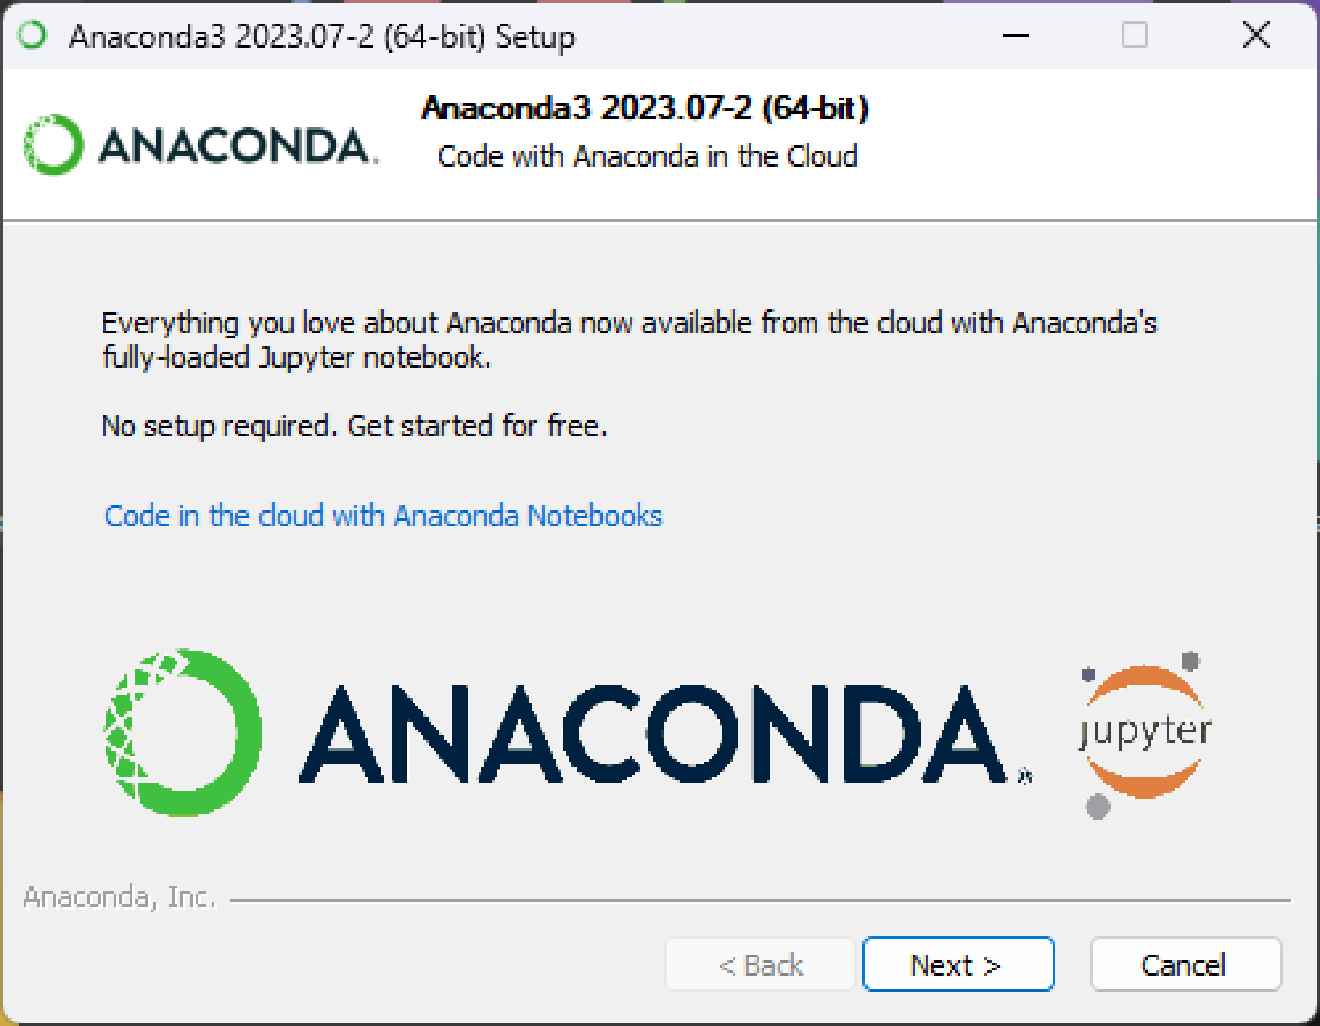 Anaconda3 2023.07-2 (64-bit) Setup
ANACONDA.
Anaconda3 2023.07-2 (64-bit)
Code with Anaconda in the Cloud
Everything you love about Anaconda now available from the cloud with Anaconda's
fully-loaded Jupyter notebook.
No setup required. Get started for free.
Code in the cloud with Anaconda Notebooks
ANACONDA.®
jupyter
Anaconda, Inc.
< Back
Next >
Cancel